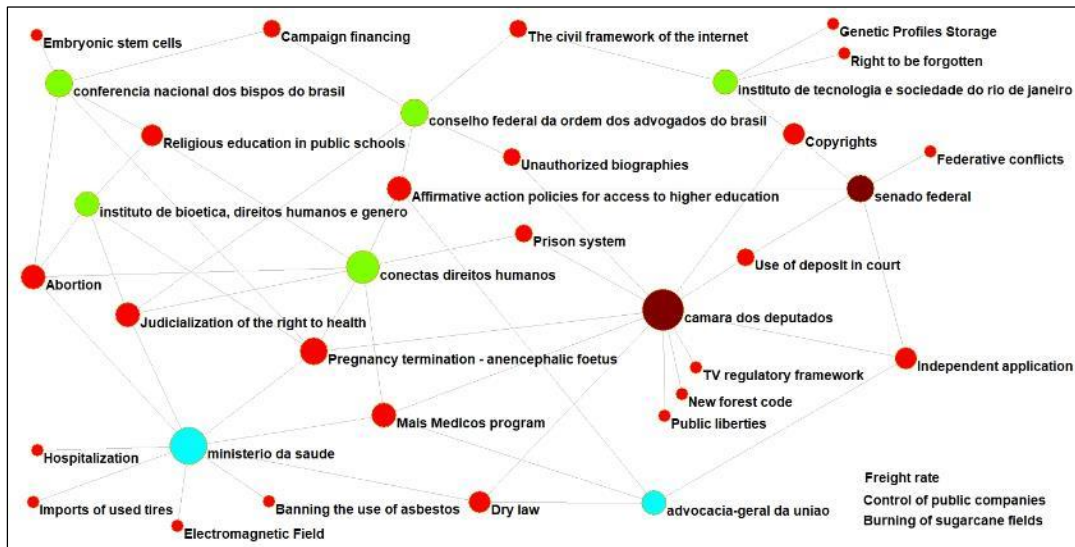 Embryonic stem cells
Campaign financing
The civil framework of the internet
Genetic Profiles Storage
Right to be forgotten
conferencia nacional dos bispos do brasil
instituto de tecnologia e sociedade do rio de janeiro
conselho federal da ordem dos advogados do brasil
Religious education in public schools
Copyrights
Unauthorized biographies
Federative conflicts
Affirmative action policies for access to higher education
senado federal
instituto de bioetica, direitos humanos e genero
Prison system
Use of deposit in court
conectas direitos humanos
Abortion
camara dos deputados
Judicialization of the right to health
Pregnancy termination - anencephalic foetus
Independent application
TV regulatory framework
New forest code
Public liberties
Mais Medicos program
ministerio da saude
Hospitalization
Freight rate
Control of public companies
Imports of used tires
Banning the use of asbestos
Dry law
advocacia-geral da uniao
Burning of sugarcane fields
Electromagnetic Field